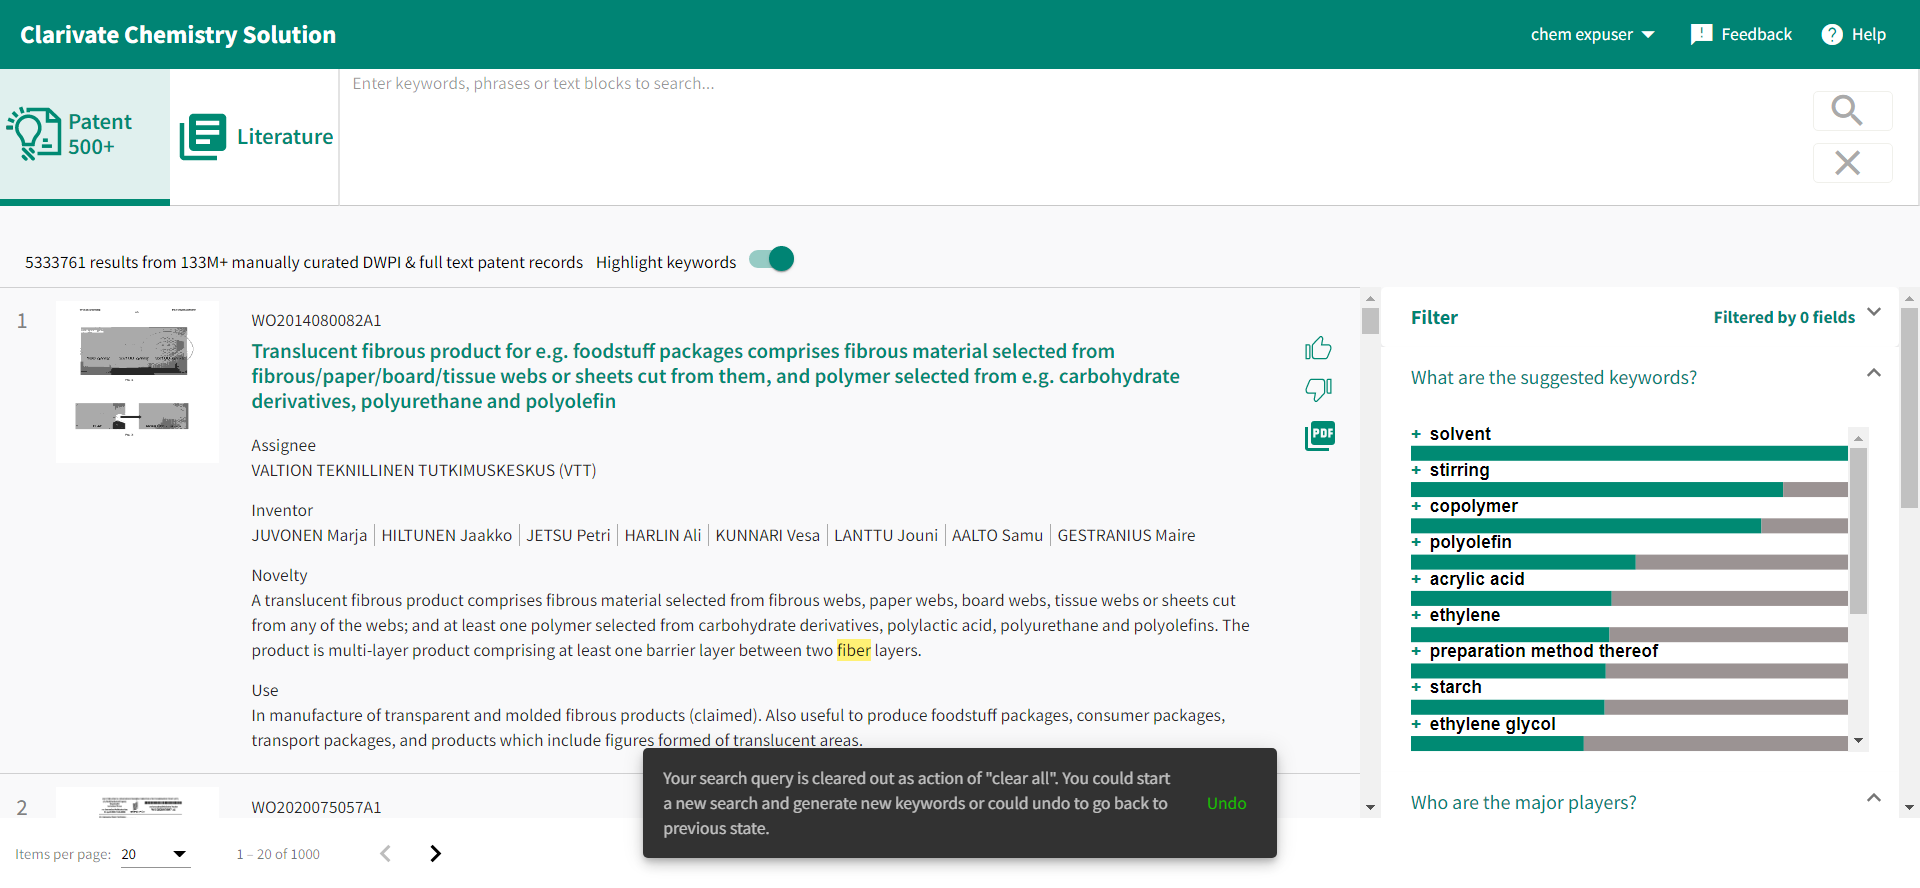 Clarivate Chemistry Solution
chem expuser
Feedback
Help
Patent
500+
Literature
Enter keywords, phrases or text blocks to search...
5333761 results from 133M+ manually curated DWPI & full text patent records
Highlight keywords
1
WO2014080082A1
Translucent fibrous product for e.g. foodstuff packages comprises fibrous material selected from
fibrous/paper/board/tissue webs or sheets cut from them, and polymer selected from e.g. carbohydrate
derivatives, polyurethane and polyolefin
PDF
Assignee
VALTION TEKNILLINEN TUTKIMUSKESKUS (VTT)
Inventor
JUVONEN Marja | HILTUNEN Jaakko | JETSU Petri | HARLIN Ali | KUNNARI Vesa | LANTTU Jouni | AALTO Samu | GESTRANIUS Maire
Novelty
A translucent fibrous product comprises fibrous material selected from fibrous webs, paper webs, board webs, tissue webs or sheets cut
from any of the webs; and at least one polymer selected from carbohydrate derivatives, polylactic acid, polyurethane and polyolefins. The
product is multi-layer product comprising at least one barrier layer between two fiber layers.
Use
In manufacture of transparent and molded fibrous products (claimed). Also useful to produce foodstuff packages, consumer packages,
transport packages, and products which include figures formed of translucent areas.
2
WO2020075057A1
Filter
Filtered by 0 fields
What are the suggested keywords?
+ solvent
+ stirring
+ copolymer
+ polyolefin
+ acrylic acid
+ ethylene
+ preparation method thereof
+ starch
+ ethylene glycol
Who are the major players?
Your search query is cleared out as action of "clear all". You could start
a new search and generate new keywords or could undo to go back to
previous state.
Undo
Items per page: 20
1 – 20 of 1000